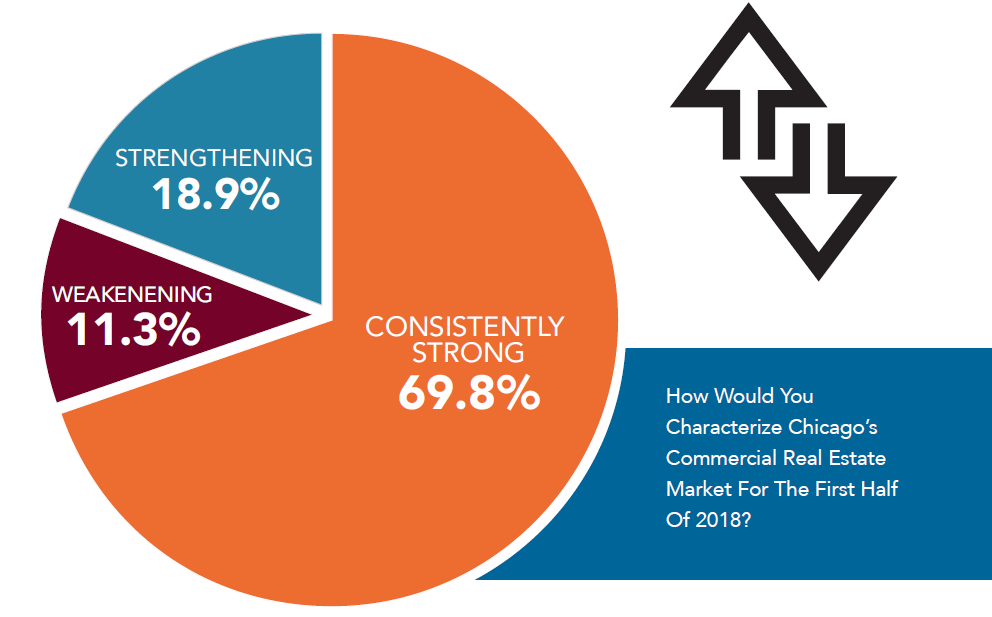 STRENGTHENING
18.9%
WEAKENENING
11.3%
CONSISTENTLY
STRONG
69.8%
How Would You
Characterize Chicago's
Commercial Real Estate
Market For The First Half
Of 2018?